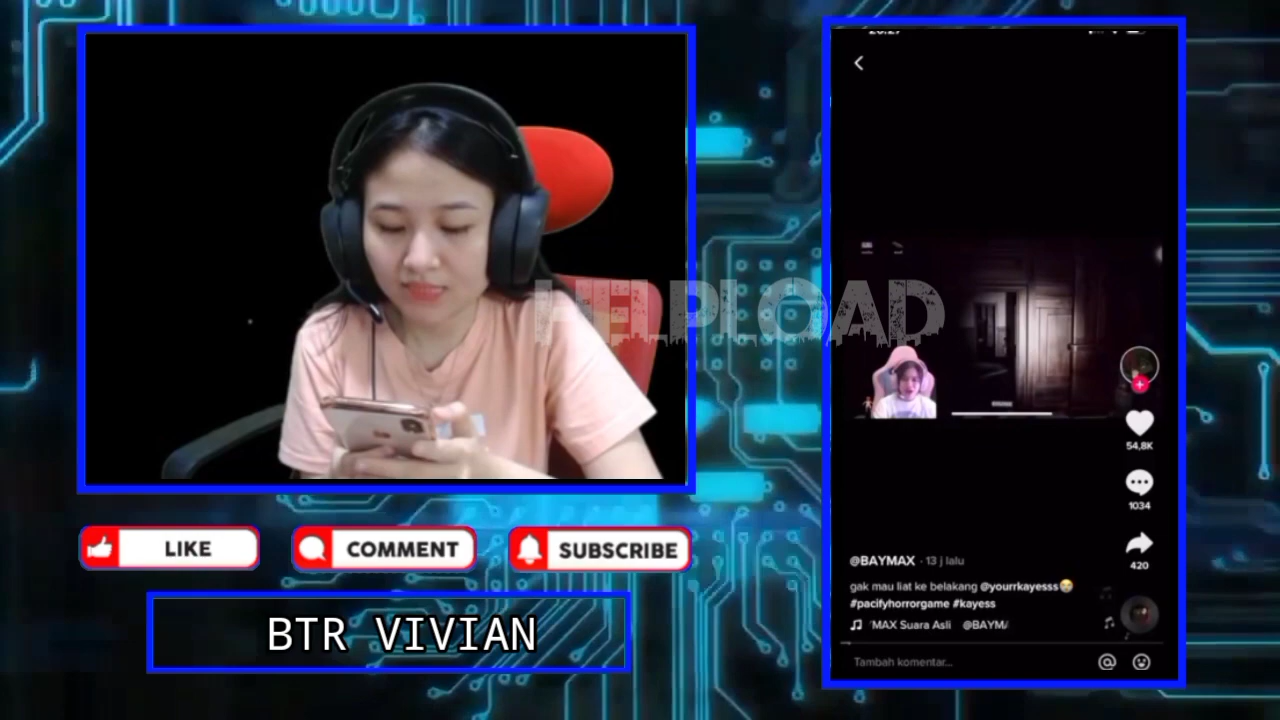 HELPLOAD
LIKE
COMMENT
SUBSCRIBE
BTR VIVIAN
54,8K
1034
420
@BAYMAX · 13 j lalu
gak mau liat ke belakang @yourrkayesss😭
#pacifyhorrorgame #kayess
MAX Suara Asli @BAYM
Tambah komentar...